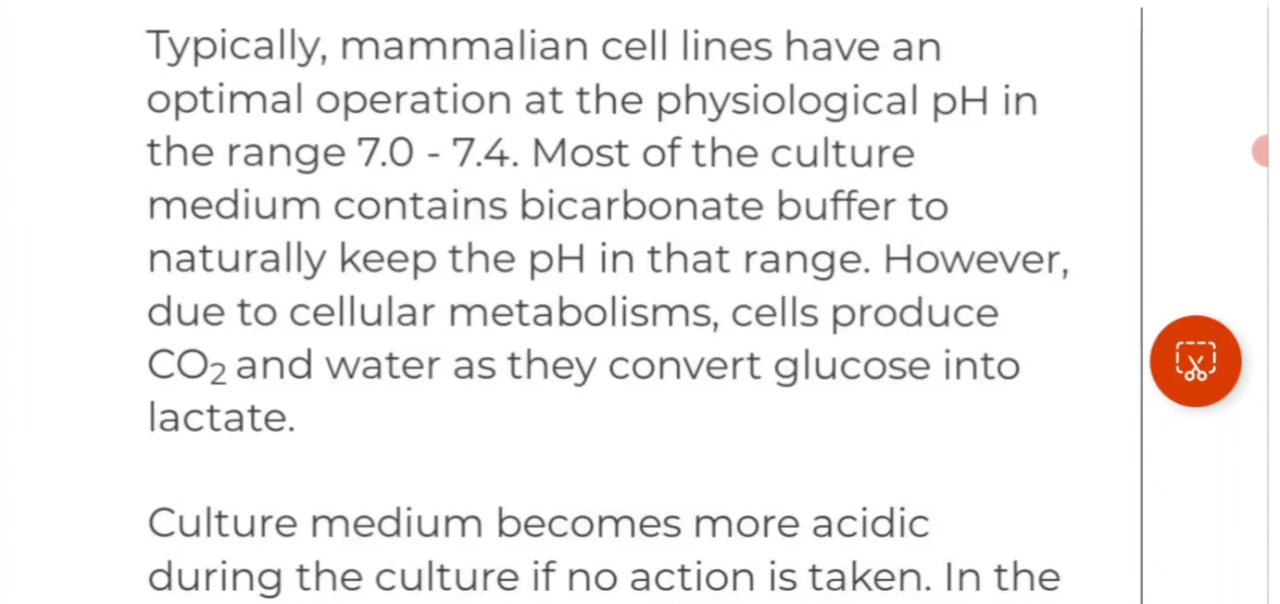 Typically, mammalian cell lines have an
optimal operation at the physiological pH in
the range 7.0 - 7.4. Most of the culture
medium contains bicarbonate buffer to
naturally keep the pH in that range. However,
due to cellular metabolisms, cells produce
CO₂ and water as they convert glucose into
lactate.
Culture medium becomes more acidic
during the culture if no action is taken. In the